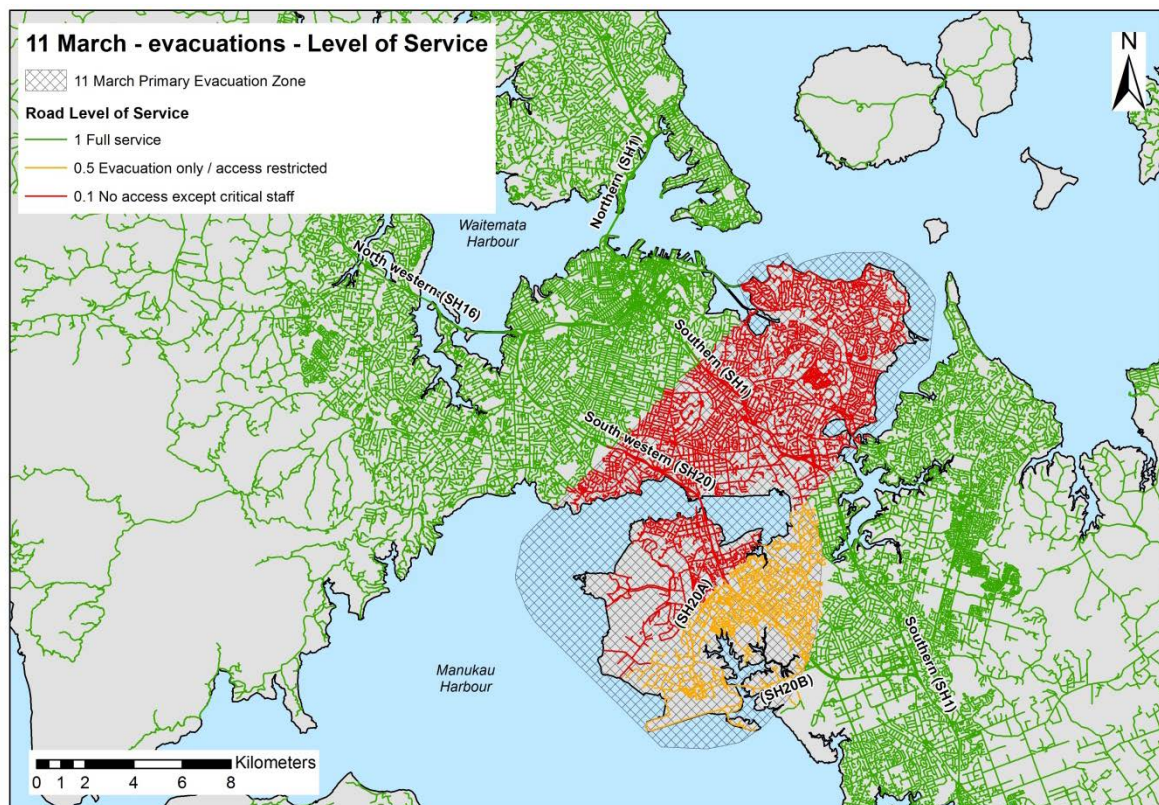 11 March - evacuations - Level of Service
11 March Primary Evacuation Zone
Road Level of Service
1 Full service
0.5 Evacuation only / access restricted
0.1 No access except critical staff
N
Northern (SH1)
Waitemata
Harbour
North western (SH16)
Southern (SH1)
South western (SH20)
(SH20A)
Manukau
Harbour
(SH20B)
Southern (SH1)
Kilometers
0 1 2 4 6 8